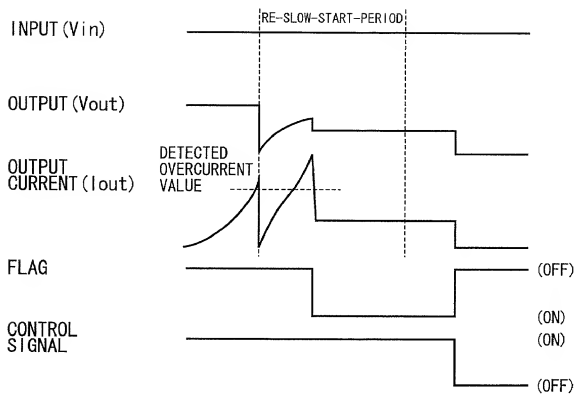 RE-SLOW-START-PERIOD
INPUT(Vin)
OUTPUT(Vout)
DETECTED
OVERCURRENT
VALUE
OUTPUT
CURRENT(Iout)
FLAG
(OFF)
(ON)
CONTROL
SIGNAL
(ON)
(OFF)